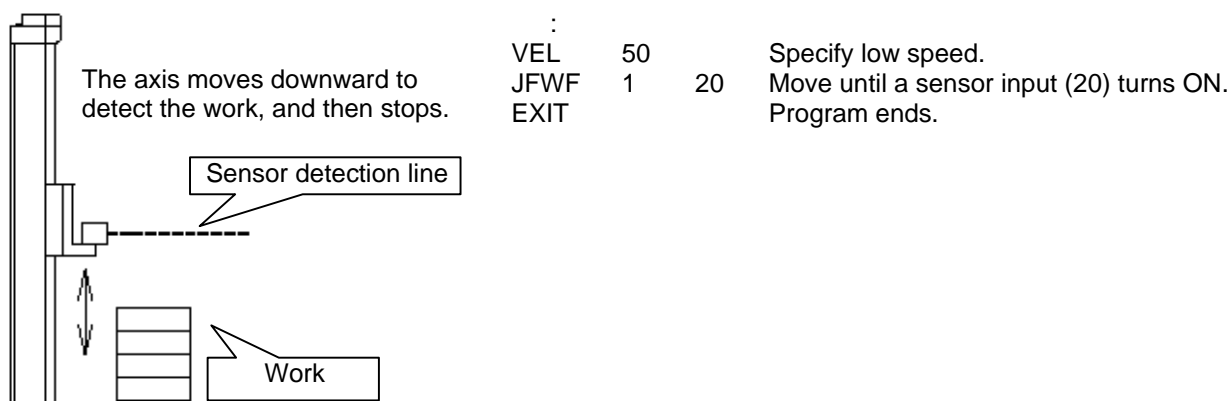 :
VEL 50 Specify low speed.
JFWF 1 20 Move until a sensor input (20) turns ON.
EXIT Program ends.
The axis moves downward to
detect the work, and then stops.
Sensor detection line
Work